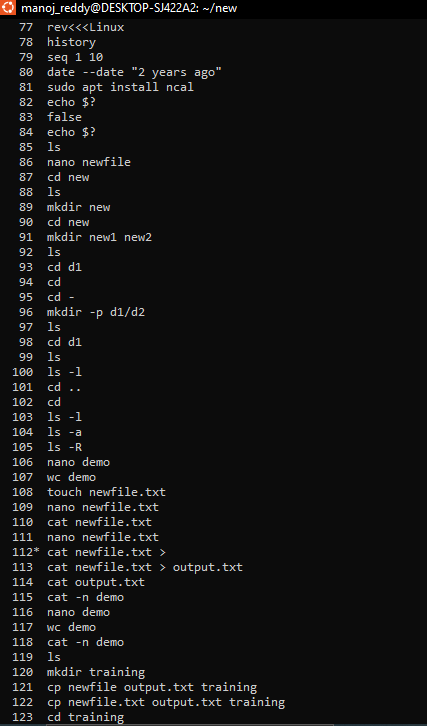 manoj_reddy@DESKTOP-SJ422A2: ~/new
77 rev<<<Linux
78 history
79 seq 1 10
80 date --date "2 years ago"
81 sudo apt install ncal
82 echo $?
83 false
84 echo $?
85 ls
86 nano newfile
87 cd new
88 ls
89 mkdir new
90 cd new
91 mkdir new1 new2
92 ls
93 cd d1
94 cd
95 cd -
96 mkdir -p d1/d2
97 ls
98 cd d1
99 ls
100 ls -l
101 cd ..
102 cd
103 ls -l
104 ls -a
105 ls -R
106 nano demo
107 wc demo
108 touch newfile.txt
109 nano newfile.txt
110 cat newfile.txt
111 nano newfile.txt
112* cat newfile.txt >
113 cat newfile.txt > output.txt
114 cat output.txt
115 cat -n demo
116 nano demo
117 wc demo
118 cat -n demo
119 ls
120 mkdir training
121 cp newfile output.txt training
122 cp newfile.txt output.txt training
123 cd training